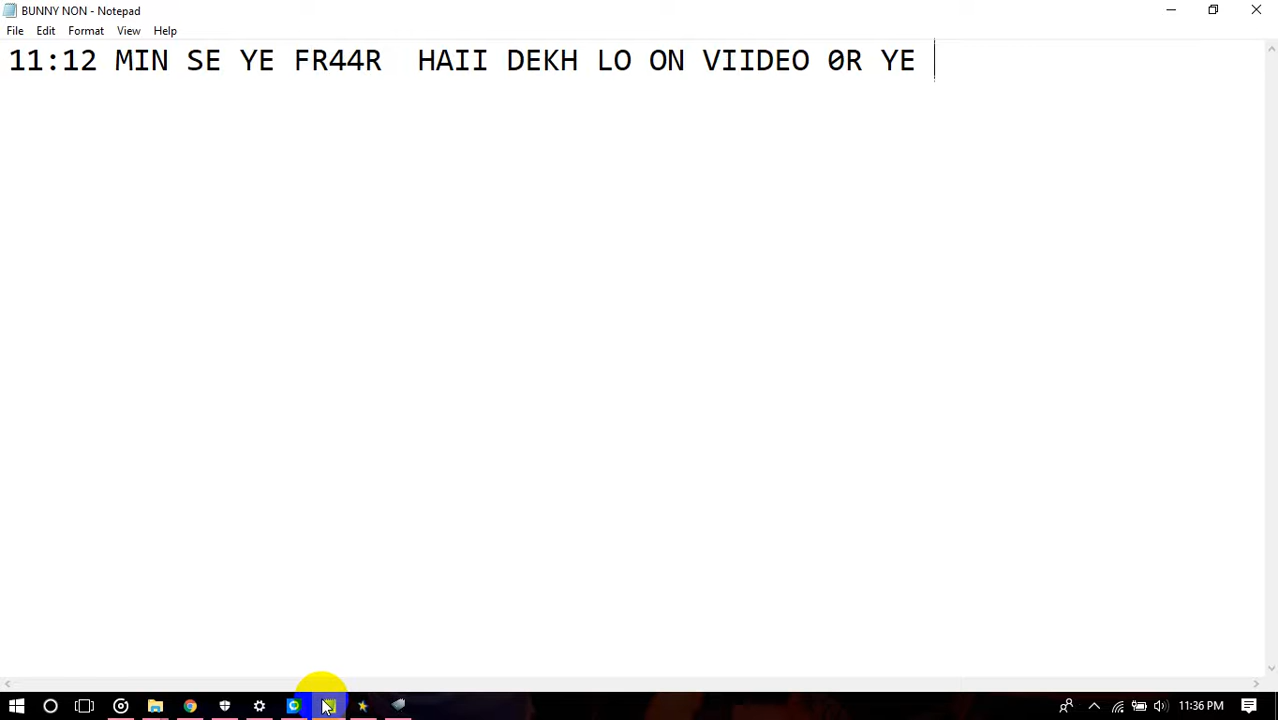 BUNNY NON - Notepad
File Edit Format View Help
11:12 MIN SE YE FR44R  HAII DEKH LO ON VIIDEO 0R YE
11:36 PM